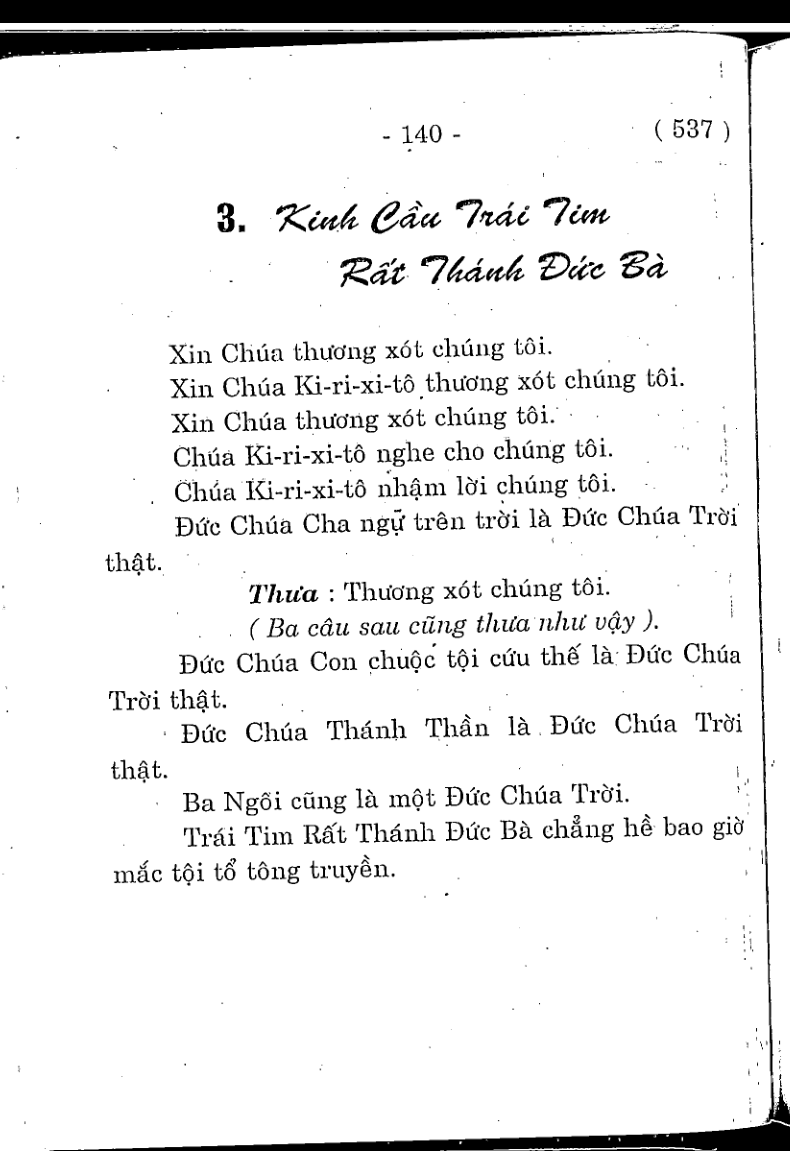 - 140 -
( 537 )
3. Kinh Cầu Trái Tim
Rất Thánh Đức Bà
Xin Chúa thương xót chúng tôi.
Xin Chúa Ki-ri-xi-tô thương xót chúng tôi.
Xin Chúa thương xót chúng tôi.
Chúa Ki-ri-xi-tô nghe cho chúng tôi.
Chúa Ki-ri-xi-tô nhậm lời chúng tôi.
Đức Chúa Cha ngự trên trời là Đức Chúa Trời
thật.
Thưa : Thương xót chúng tôi.
( Ba câu sau cũng thưa như vậy ).
Đức Chúa Con chuộc tội cứu thế là Đức Chúa
Trời thật.
Đức Chúa Thánh Thần là Đức Chúa Trời
thật.
Ba Ngôi cũng là một Đức Chúa Trời.
Trái Tim Rất Thánh Đức Bà chẳng hề bao giờ
mắc tội tổ tông truyền.